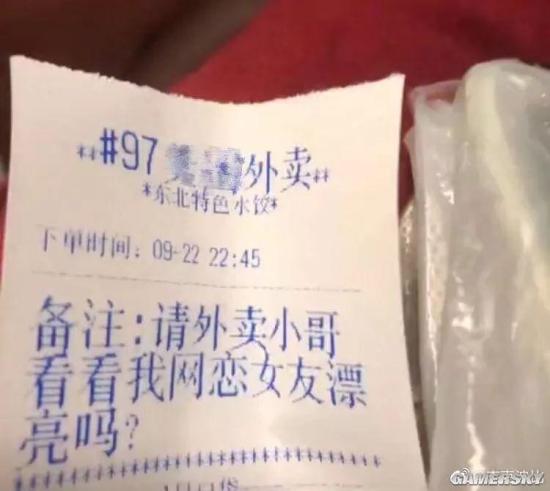 **#97 外卖**
*东北特色水饺*
下单时间: 09-22 22:45
备注:请外卖小哥
看看我网恋女友漂
亮吗?
GAMERSKY